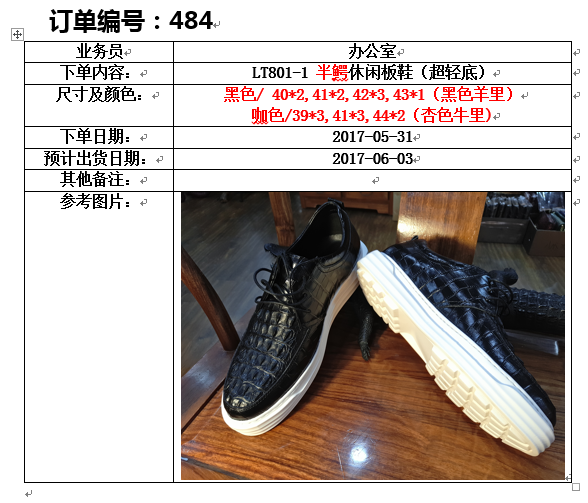 订单编号：484
业务员 办公室
下单内容： LT801-1 半鳄休闲板鞋（超轻底）
尺寸及颜色： 黑色/ 40*2,41*2,42*3,43*1（黑色羊里）
咖色/39*3,41*3,44*2（杏色牛里）
下单日期： 2017-05-31
预计出货日期： 2017-06-03
其他备注：
参考图片：